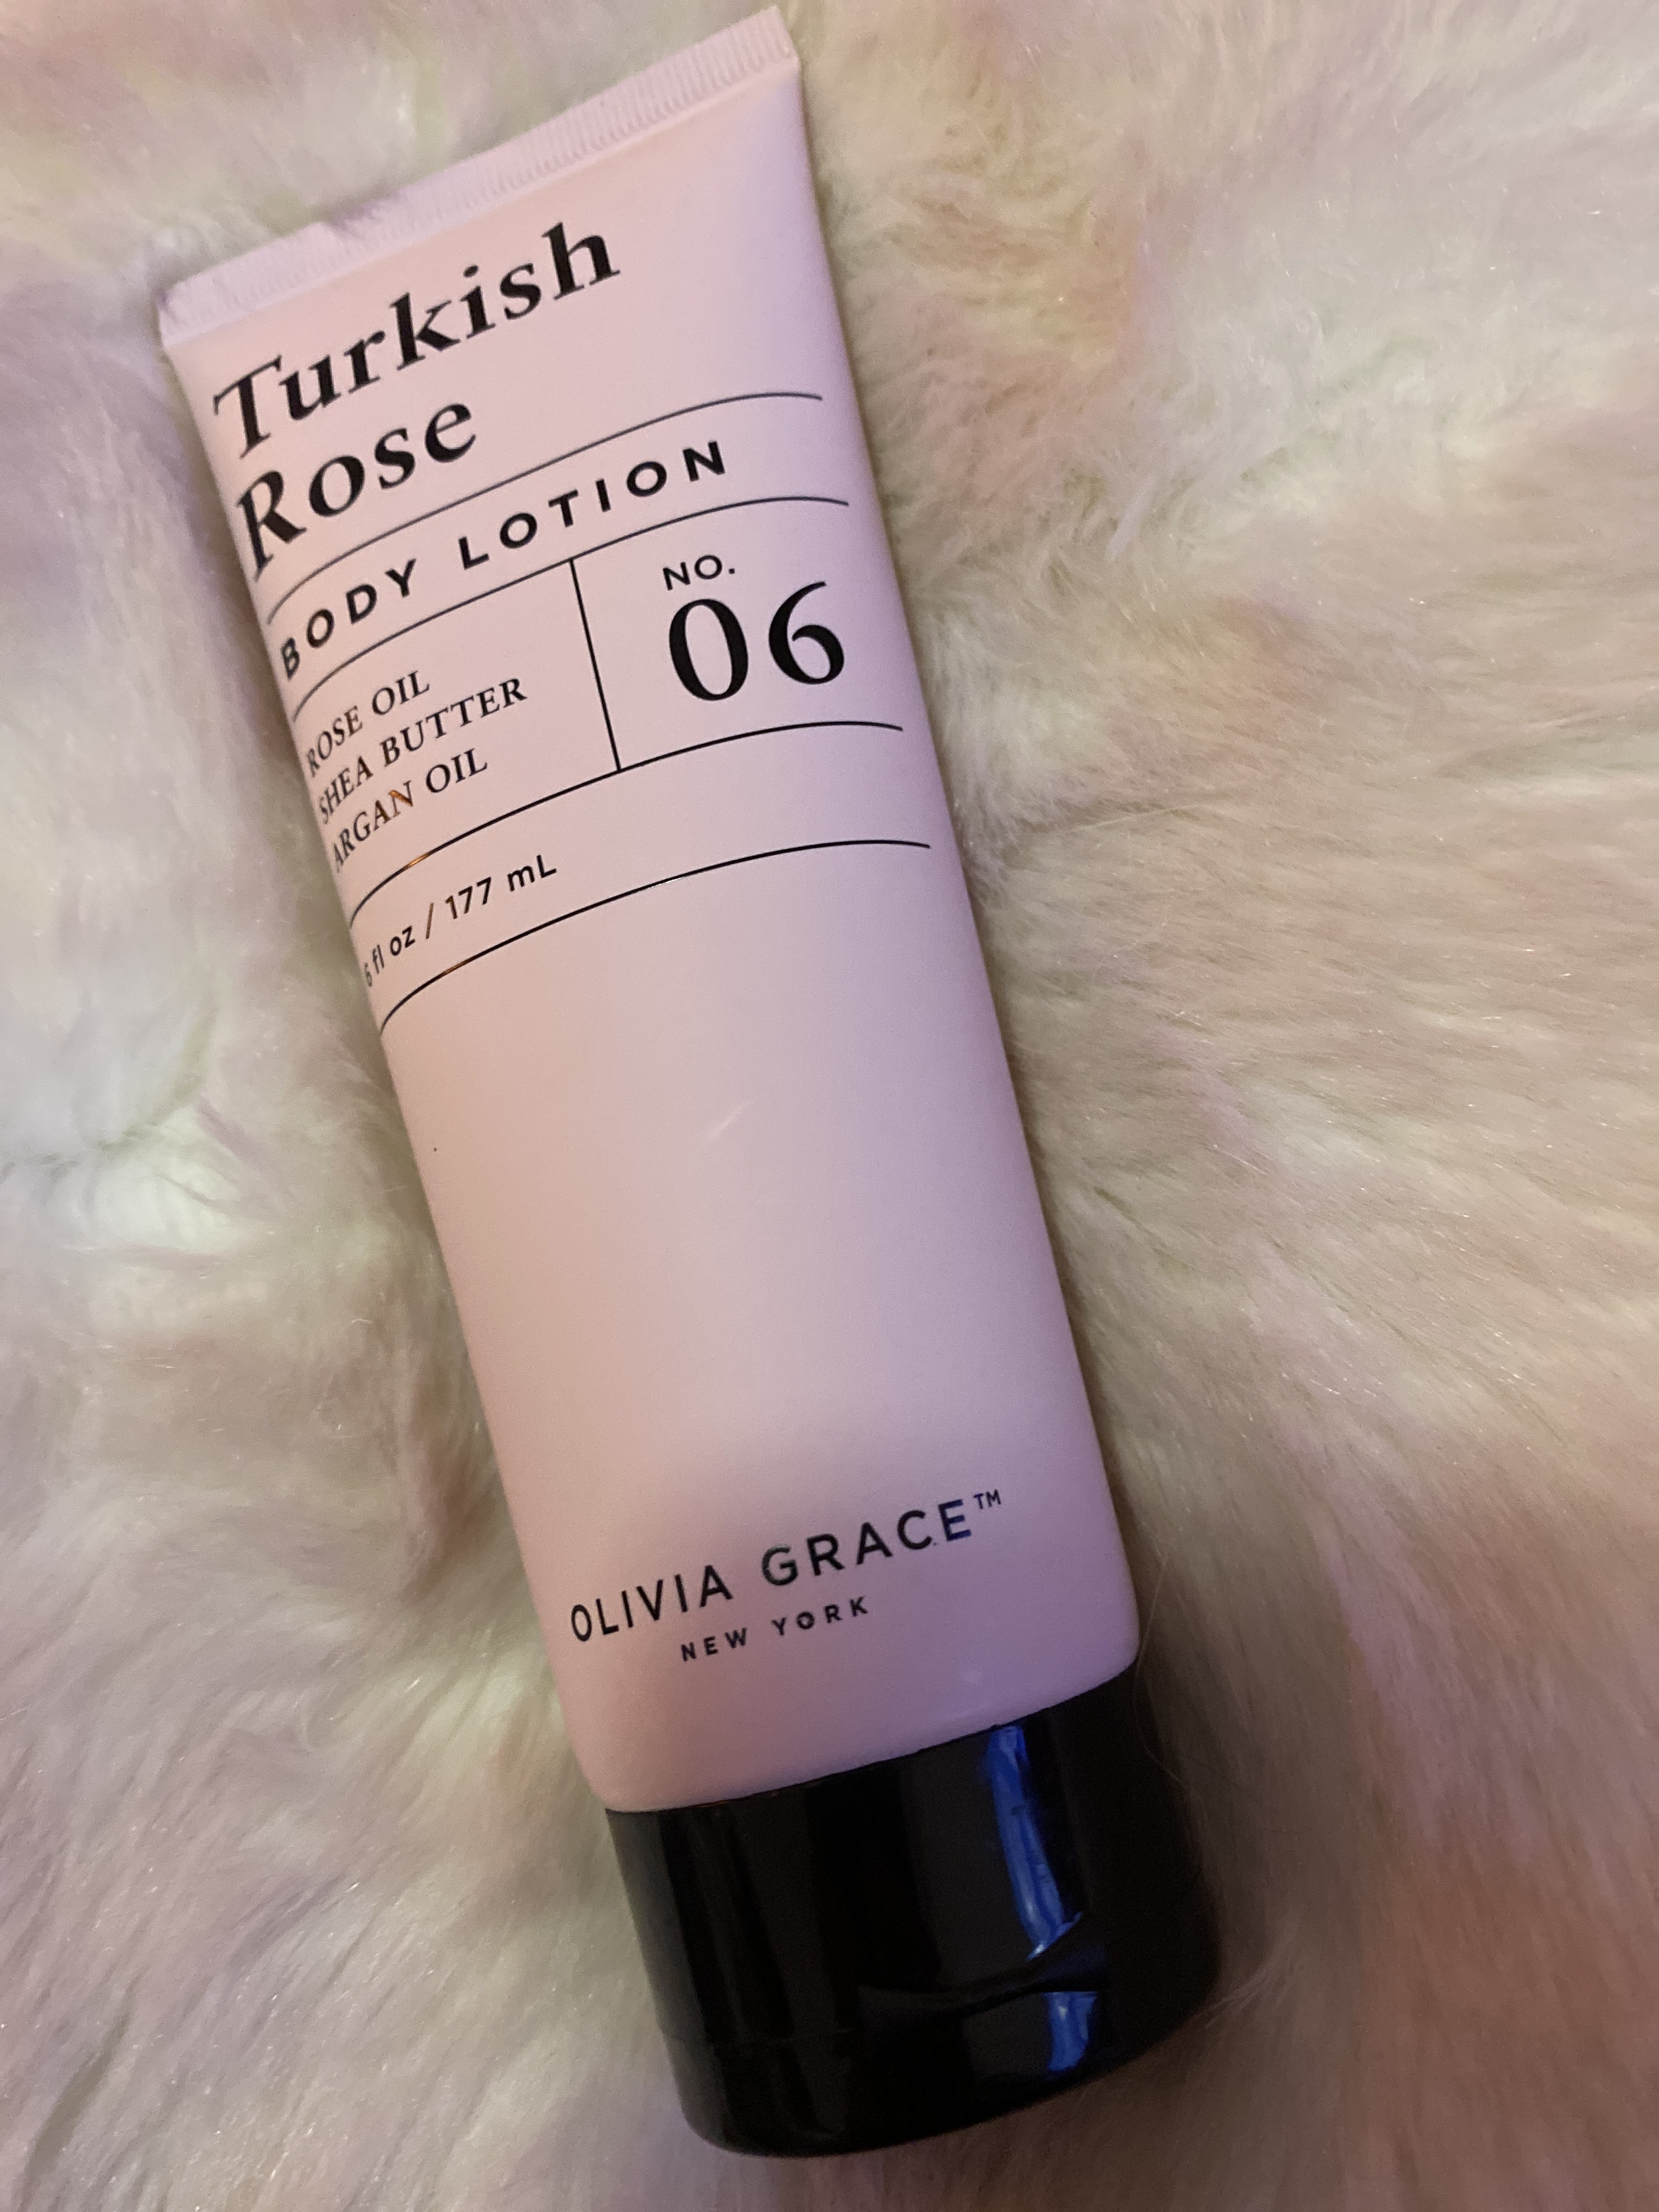 Turkish
Rose
BODY LOTION
ROSE OIL
SHEA BUTTER
ARGAN OIL
NO.
06
6 fl oz / 177 mL
OLIVIA GRACE™
NEW YORK